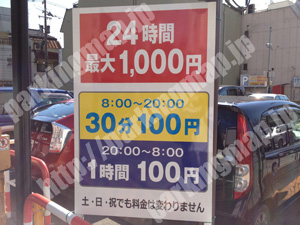 24時間
最大1,000円
8:00～20:00
30分100円
20:00～8:00
1時間 100円
土・日・祝でも料金は変わりません